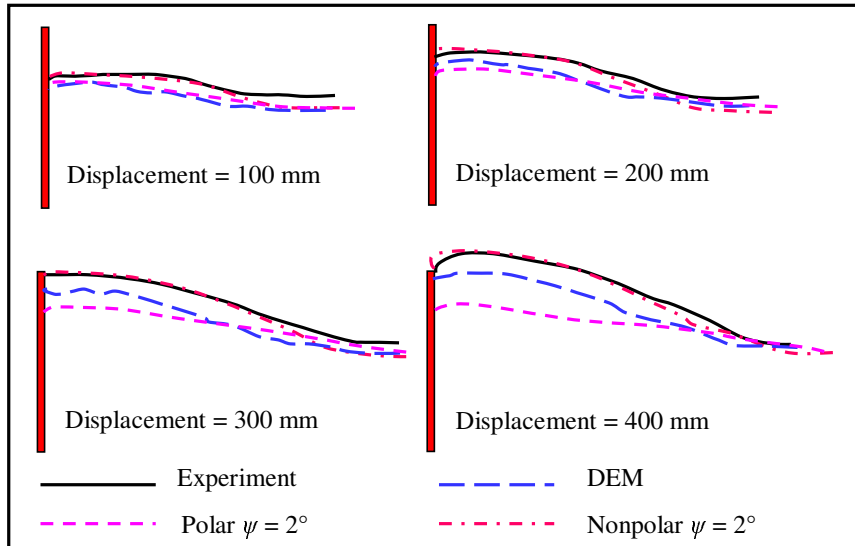 Displacement = 100 mm
Displacement = 200 mm
Displacement = 300 mm
Displacement = 400 mm
Experiment
DEM
Polar ψ = 2°
Nonpolar ψ = 2°